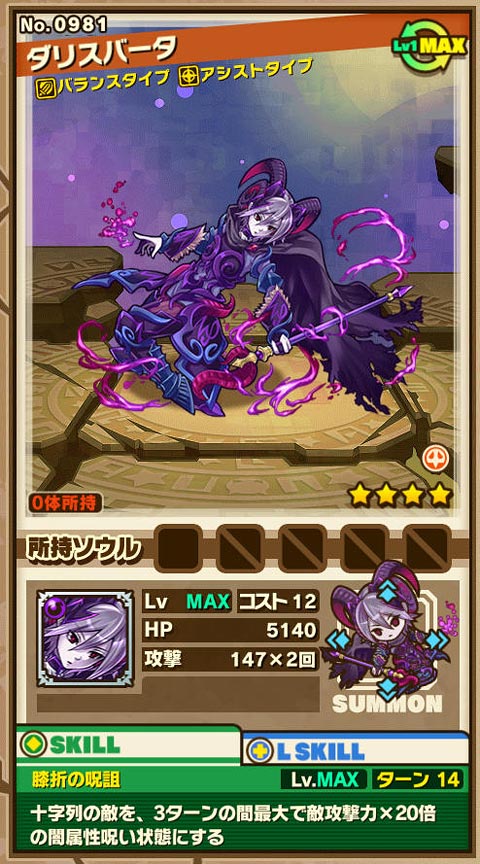 No.0981
ダリスバータ
Lv1 MAX
バランスタイプ アシストタイプ
0体所持
所持ソウル
Lv MAX コスト 12
HP 5140
攻撃 147×2回
SUMMON
SKILL
L SKILL
膝折の呪詛 Lv.MAX ターン 14
十字列の敵を、3ターンの間最大で敵攻撃力×20倍
の闇属性呪い状態にする